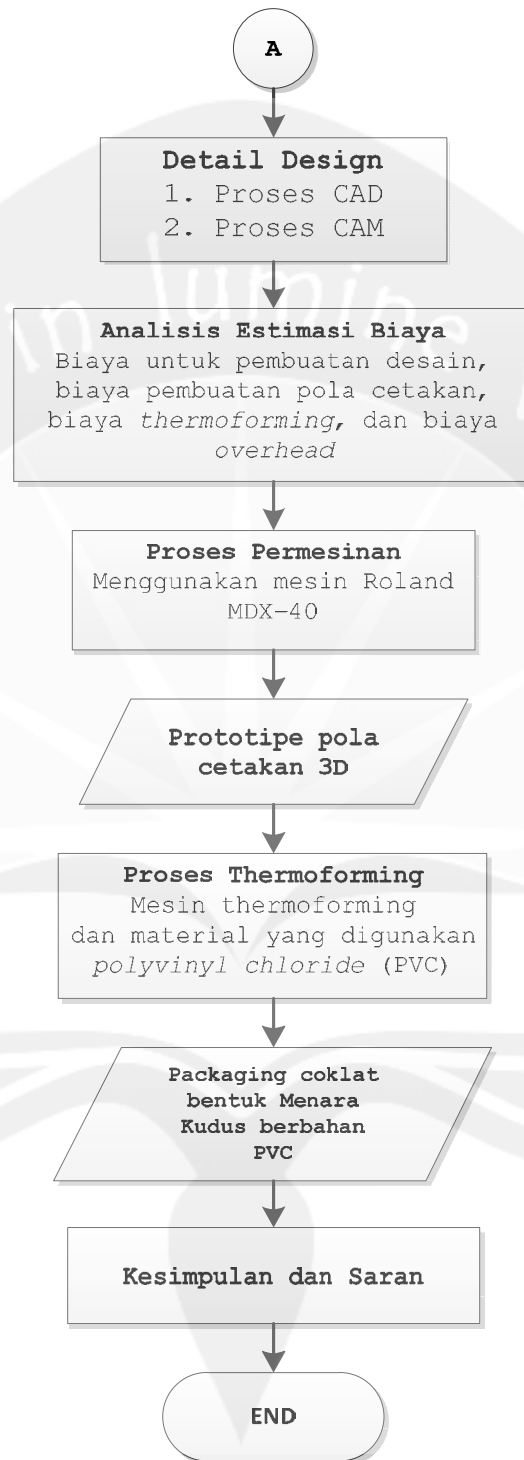 A
Detail Design
1. Proses CAD
2. Proses CAM
in lumine
Analisis Estimasi Biaya
Biaya untuk pembuatan desain,
biaya pembuatan pola cetakan,
biaya thermoforming, dan biaya
overhead
Proses Permesinan
Menggunakan mesin Roland
MDX-40
Prototipe pola
cetakan 3D
Proses Thermoforming
Mesin thermoforming
dan material yang digunakan
polyvinyl chloride (PVC)
Packaging coklat
bentuk Menara
Kudus berbahan
PVC
Kesimpulan dan Saran
END